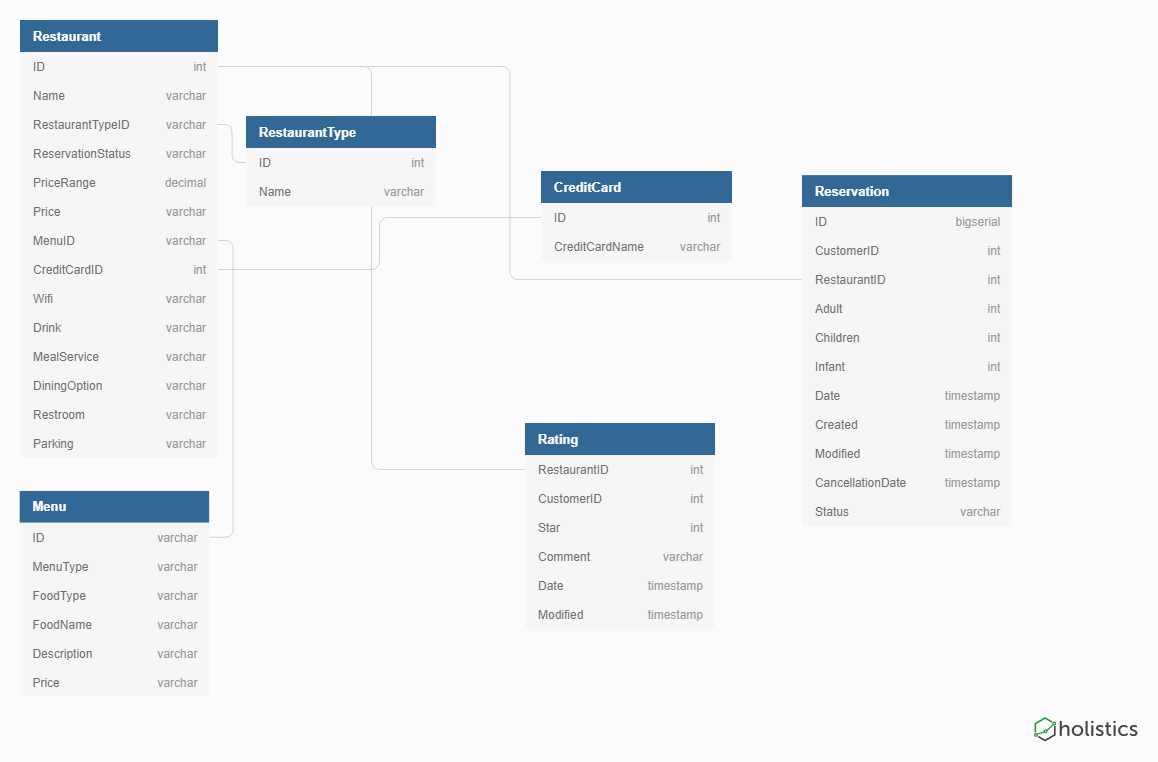 Restaurant
ID int
Name varchar
RestaurantTypeID varchar
ReservationStatus varchar
PriceRange decimal
Price varchar
MenuID varchar
CreditCardID int
Wifi varchar
Drink varchar
MealService varchar
DiningOption varchar
Restroom varchar
Parking varchar
RestaurantType
ID int
Name varchar
CreditCard
ID int
CreditCardName varchar
Reservation
ID bigserial
CustomerID int
RestaurantID int
Adult int
Children int
Infant int
Date timestamp
Created timestamp
Modified timestamp
CancellationDate timestamp
Status varchar
Rating
RestaurantID int
CustomerID int
Star int
Comment varchar
Date timestamp
Modified timestamp
Menu
ID varchar
MenuType varchar
FoodType varchar
FoodName varchar
Description varchar
Price varchar
holistics